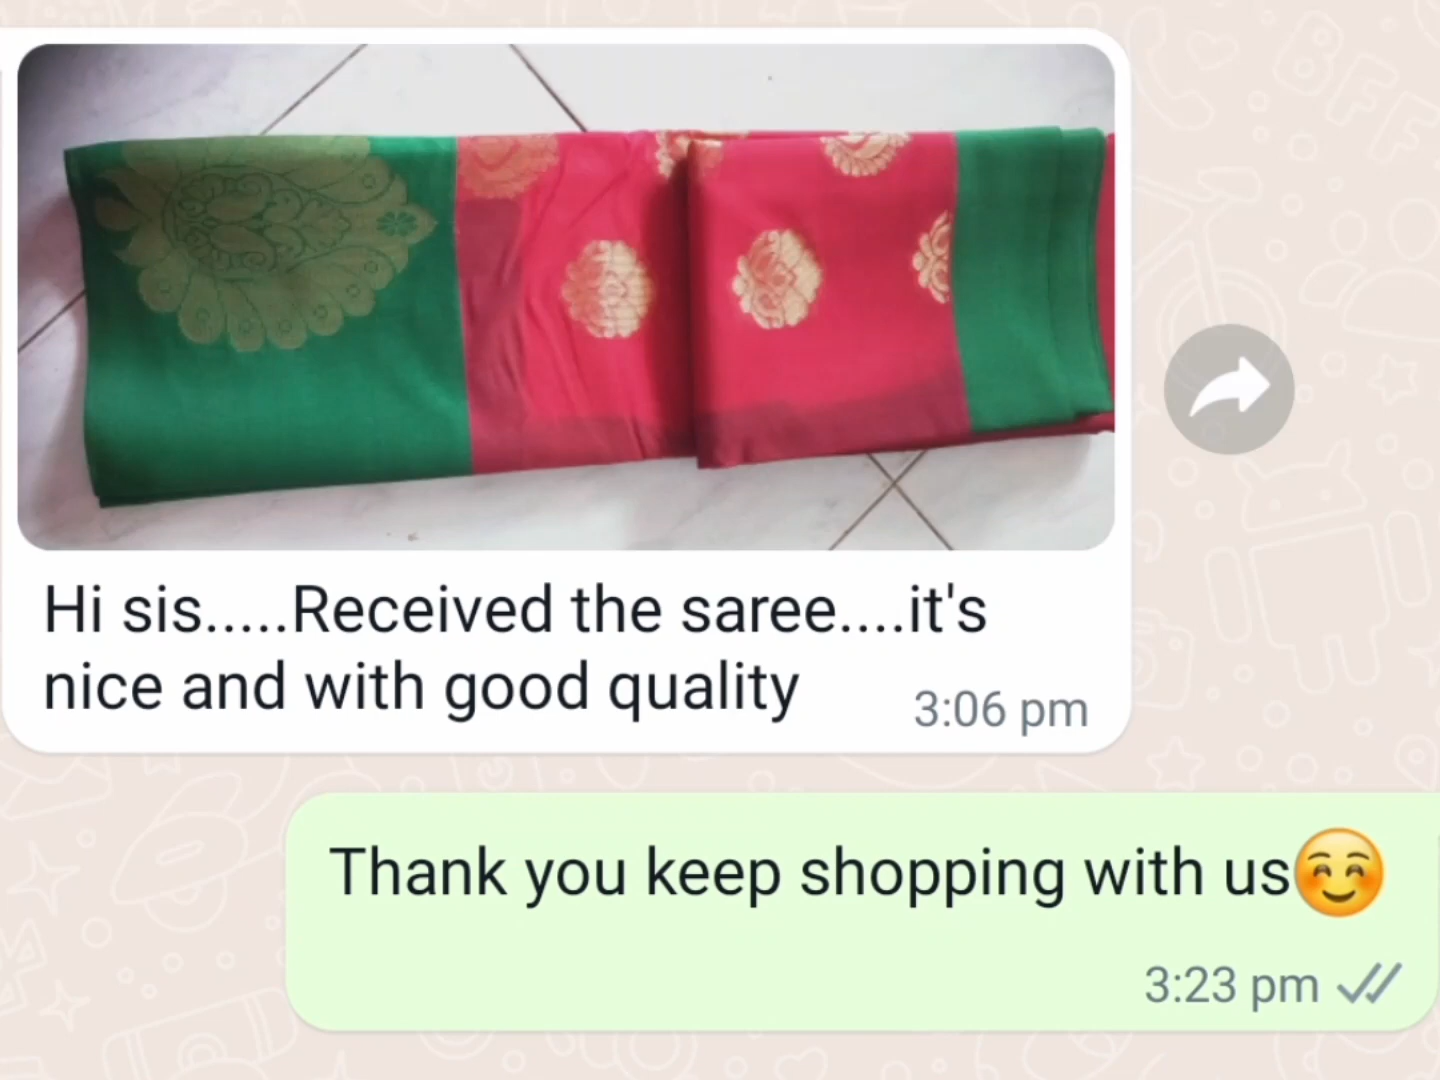 Hi sis.....Received the saree....it's
nice and with good quality
3:06 pm
Thank you keep shopping with us☺️
3:23 pm